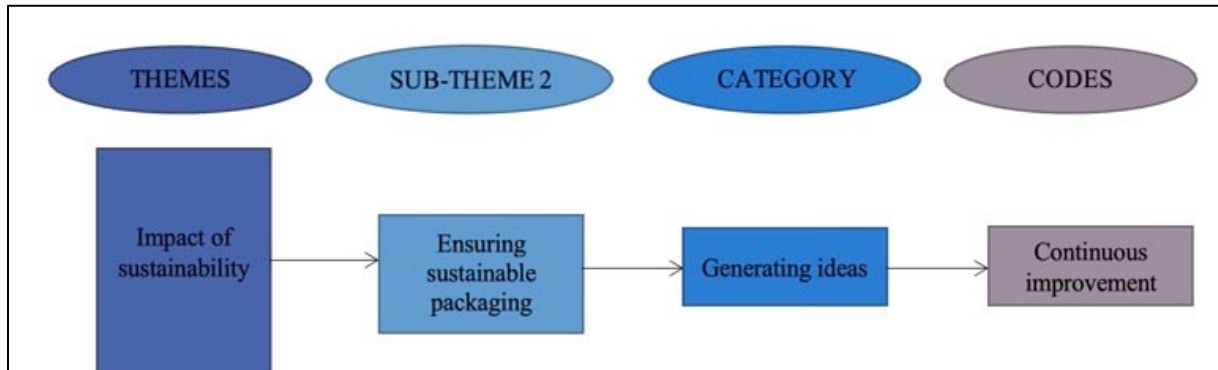 THEMES
SUB-THEME 2
CATEGORY
CODES
Impact of
sustainability
Ensuring
sustainable
packaging
Generating ideas
Continuous
improvement